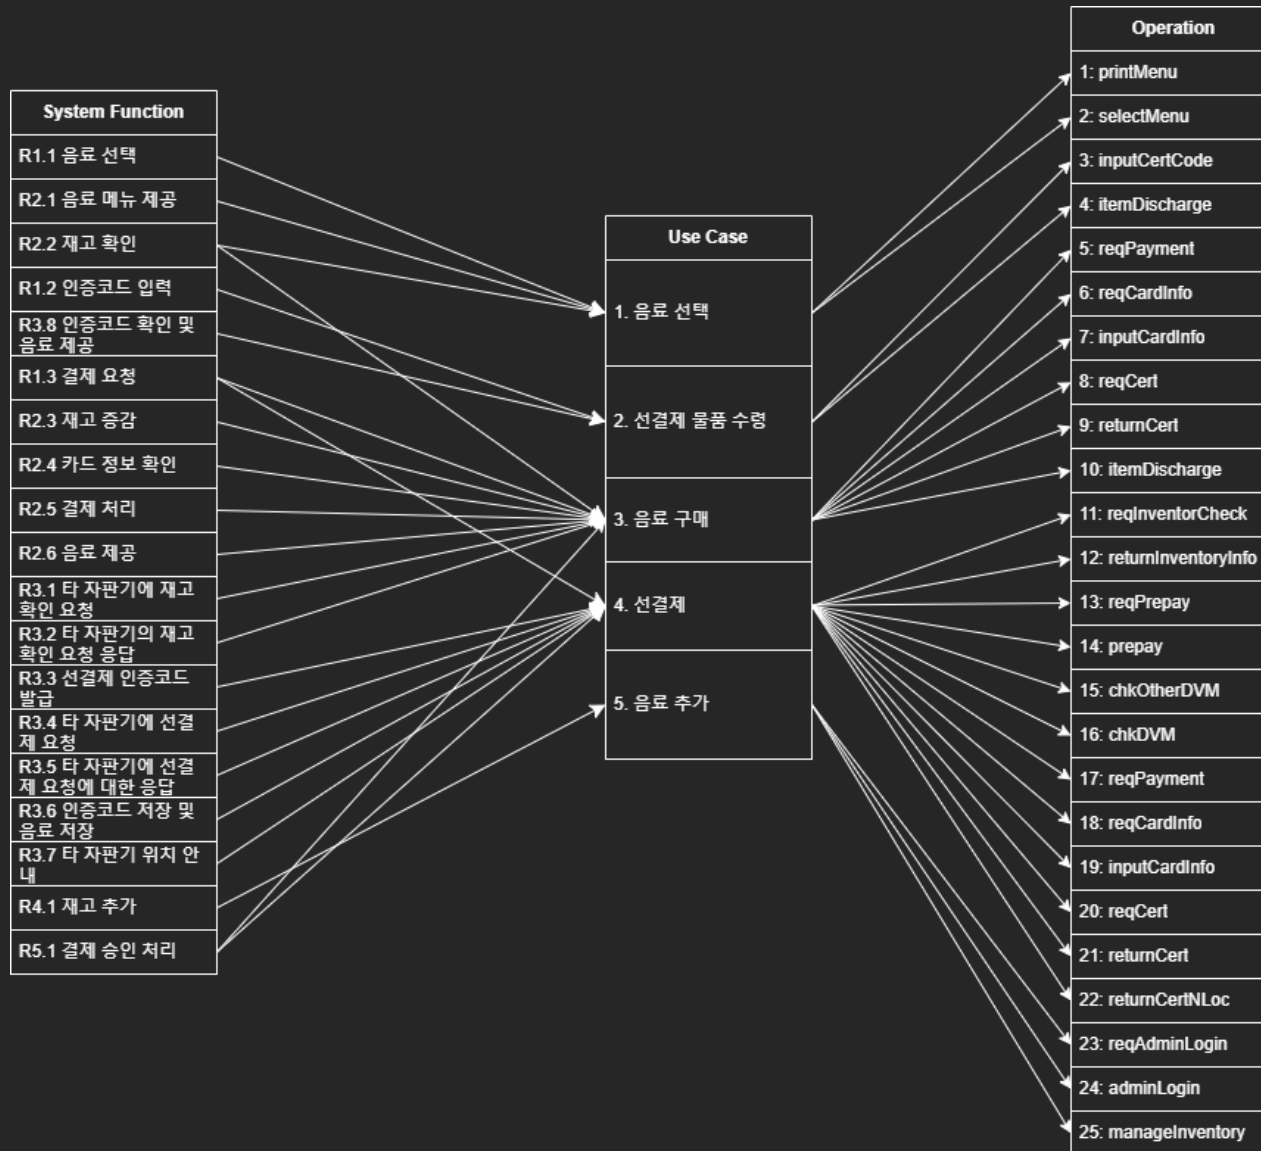 System Function
R1.1 음료 선택
R2.1 음료 메뉴 제공
R2.2 재고 확인
R1.2 인증코드 입력
R3.8 인증코드 확인 및
음료 제공
R1.3 결제 요청
R2.3 재고 증감
R2.4 카드 정보 확인
R2.5 결제 처리
R2.6 음료 제공
R3.1 타 자판기에 재고
확인 요청
R3.2 타 자판기의 재고
확인 요청 응답
R3.3 선결제 인증코드
발급
R3.4 타 자판기에 선결
제 요청
R3.5 타 자판기에 선결
제 요청에 대한 응답
R3.6 인증코드 저장 및
음료 저장
R3.7 타 자판기 위치 안
내
R4.1 재고 추가
R5.1 결제 승인 처리
Use Case
1. 음료 선택
2. 선결제 물품 수령
3. 음료 구매
4. 선결제
5. 음료 추가
Operation
1: printMenu
2: selectMenu
3: inputCertCode
4: itemDischarge
5: reqPayment
6: reqCardInfo
7: inputCardInfo
8: reqCert
9: returnCert
10: itemDischarge
11: reqInventorCheck
12: returnInventoryInfo
13: reqPrepay
14: prepay
15: chkOtherDVM
16: chkDVM
17: reqPayment
18: reqCardInfo
19: inputCardInfo
20: reqCert
21: returnCert
22: returnCertNLoc
23: reqAdminLogin
24: adminLogin
25: manageInventory